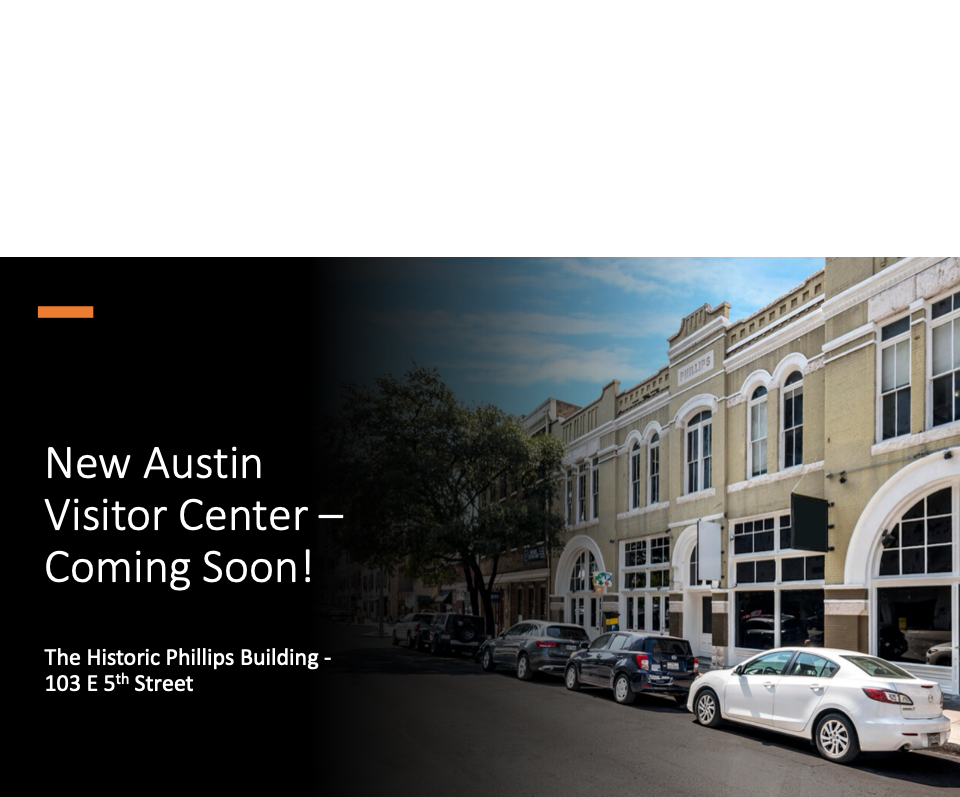 PHILLIPS
New Austin
Visitor Center –
Coming Soon!
The Historic Phillips Building -
103 E 5th Street